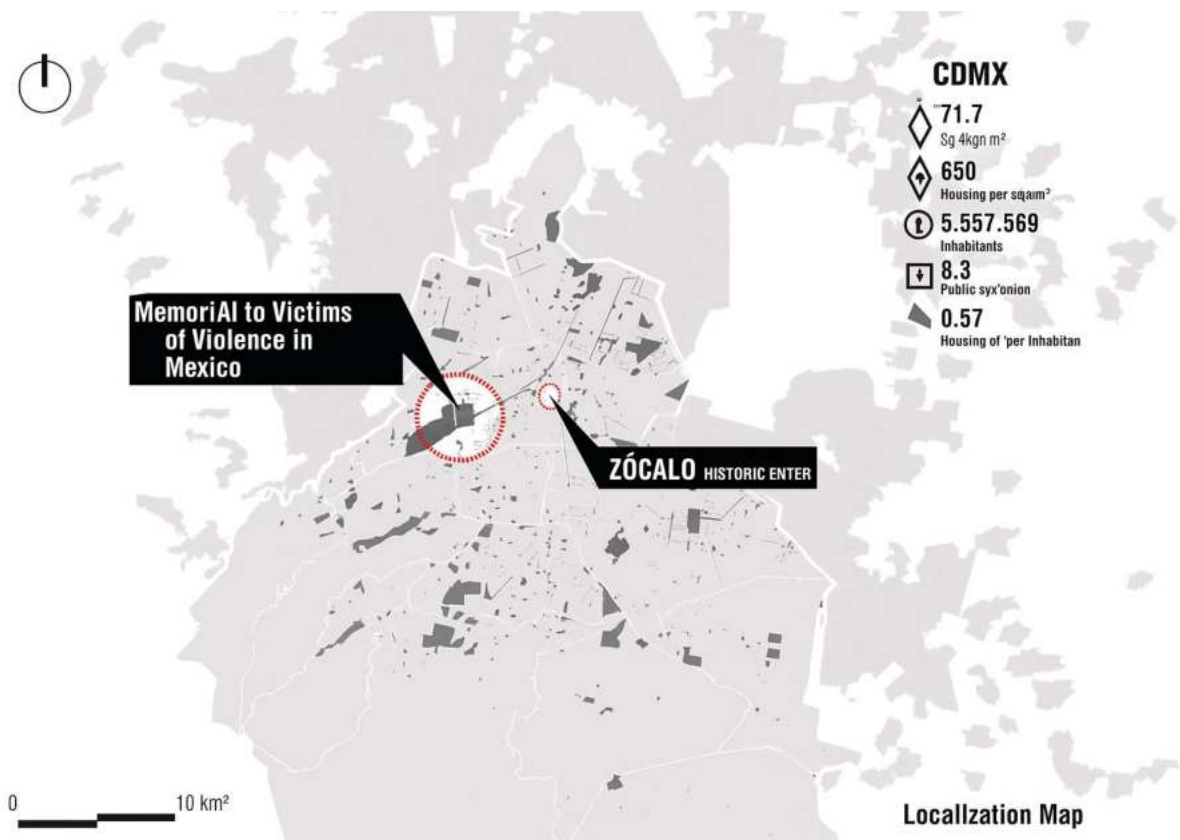 CDMX
71.7
Sg 4kgn m²
650
Housing per sqaım²
5.557.569
Inhabitants
8.3
Public syx'onion
0.57
Housing of 'per Inhabitan
MemoriAl to Victims
of Violence in
Mexico
ZÓCALO HISTORIC ENTER
0 10 km²
LocalIzation Map